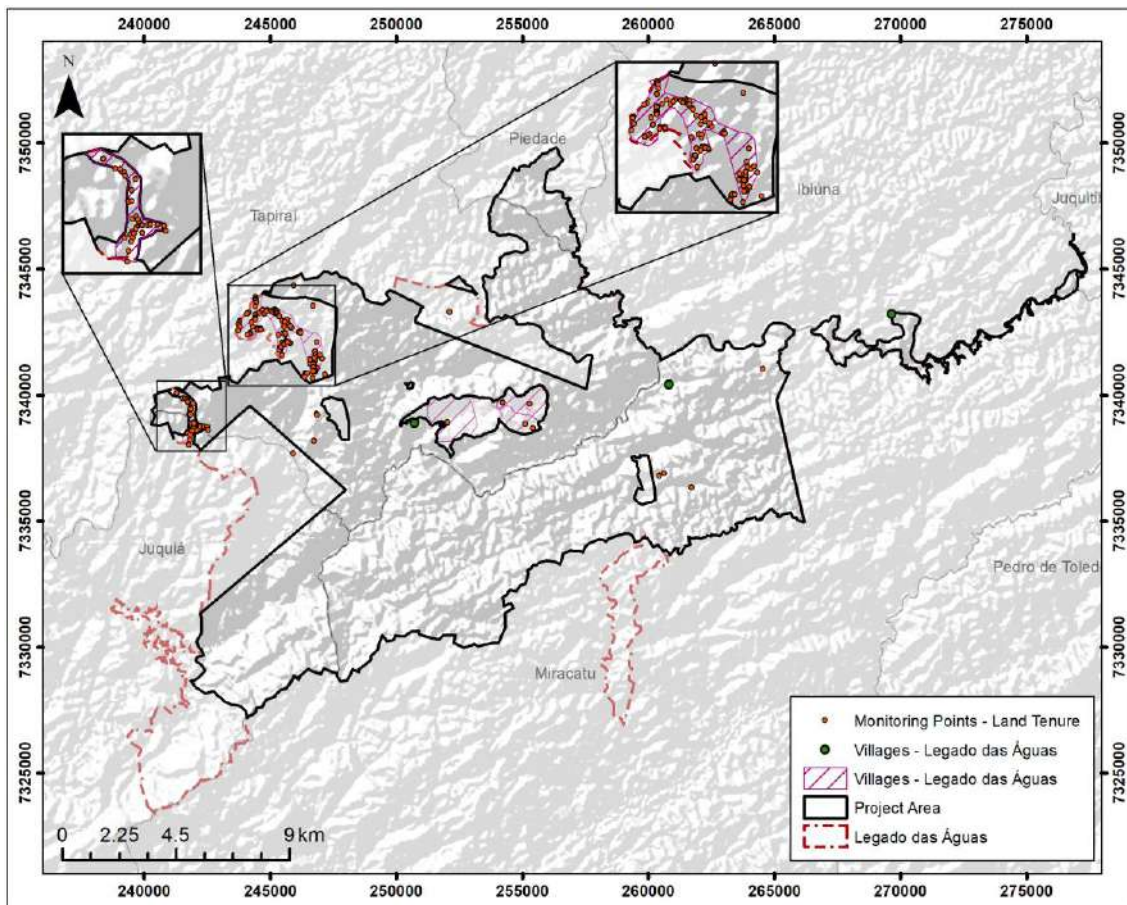 240000 245000 250000 255000 260000 265000 270000 275000
N
7350000
7350000
Piedade
Ibiúna
Juquiti
Tapiraí
7345000
7345000
7340000
7340000
7335000
7335000
Juquiá
Pedro de Toled
7330000
7330000
Miracatu
7325000
7325000
Monitoring Points - Land Tenure
Villages - Legado das Águas
Villages - Legado das Águas
Project Area
Legado das Águas
0 2.25 4.5 9 km
240000 245000 250000 255000 260000 265000 270000 275000